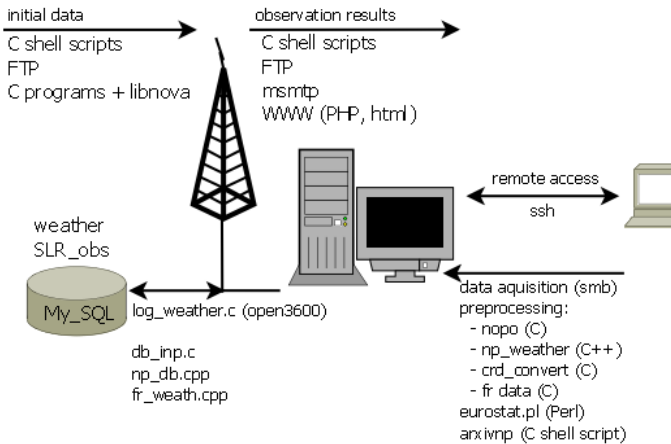 initial data
C shell scripts
FTP
C programs + libnova
observation results
C shell scripts
FTP
msmtp
WWW (PHP, html)
remote access
ssh
weather
SLR_obs
My_SQL
log_weather.c (open3600)
db_inp.c
np_db.cpp
fr_weath.cpp
data aquisition (smb)
preprocessing:
- nopo (C)
- np_weather (C++)
- crd_convert (C)
- fr data (C)
eurostat.pl (Perl)
arxivnp (C shell script)